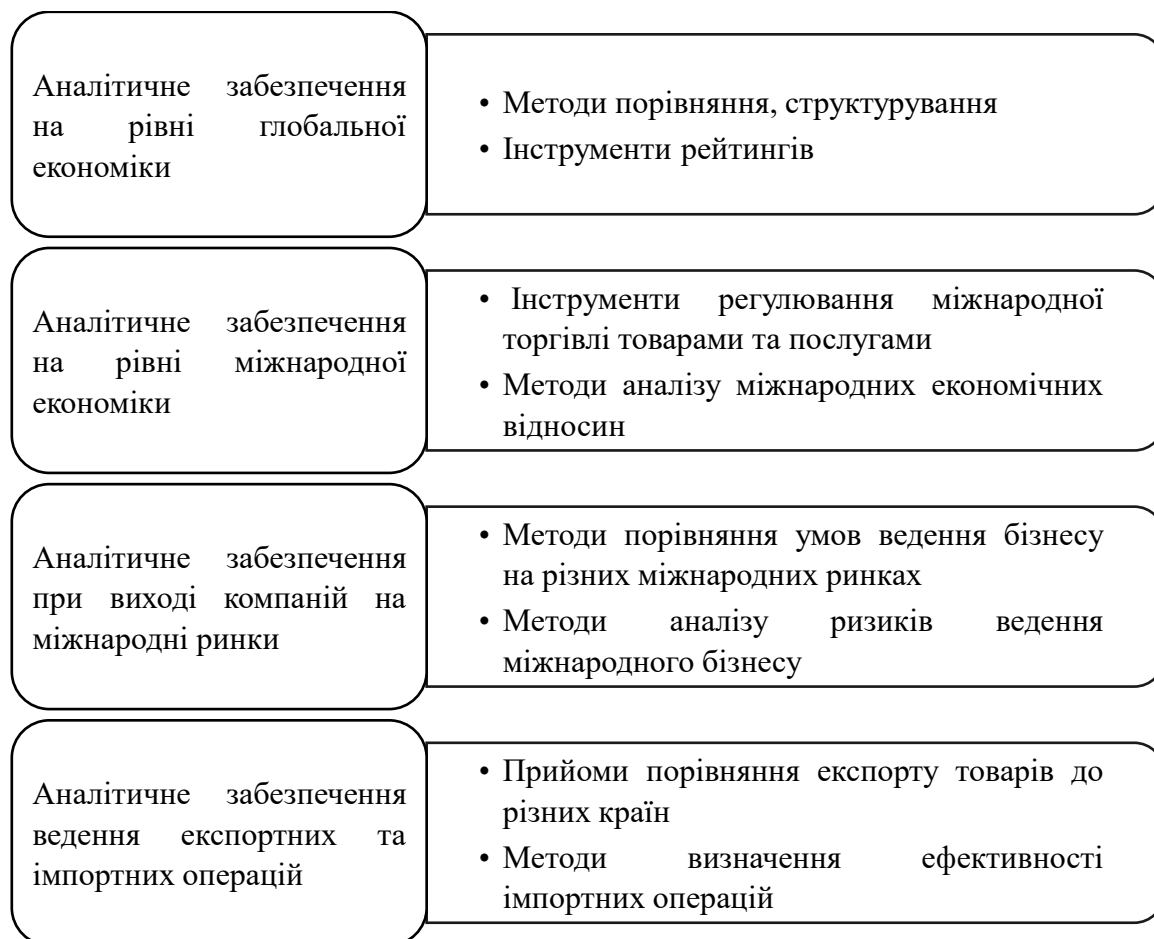 Аналітичне забезпечення
на рівні глобальної
економіки
• Методи порівняння, структурування
• Інструменти рейтингів
Аналітичне забезпечення
на рівні міжнародної
економіки
• Інструменти регулювання міжнародної
торгівлі товарами та послугами
• Методи аналізу міжнародних економічних
відносин
Аналітичне забезпечення
при виході компаній на
міжнародні ринки
• Методи порівняння умов ведення бізнесу
на різних міжнародних ринках
• Методи аналізу ризиків ведення
міжнародного бізнесу
Аналітичне забезпечення
ведення експортних та
імпортних операцій
• Прийоми порівняння експорту товарів до
різних країн
• Методи визначення ефективності
імпортних операцій